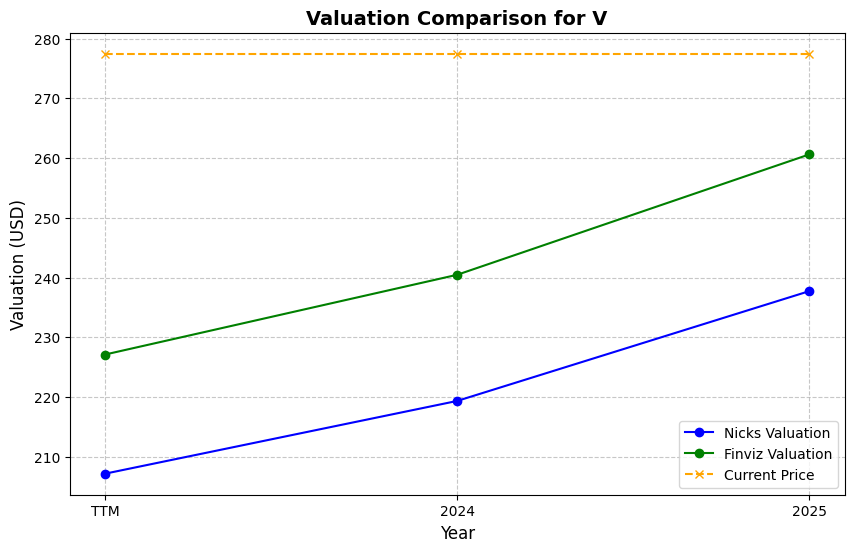 Valuation Comparison for V
280
270
260
250
240
230
220
210
Valuation (USD)
TTM
2024
2025
Year
Nicks Valuation
Finviz Valuation
Current Price